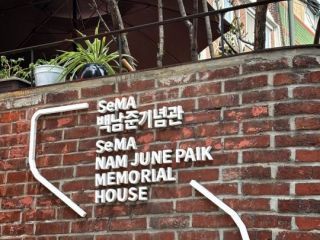 SeMA
백남준기념관
SeMA
NAM JUNE PAIK
MEMORIAL
HOUSE